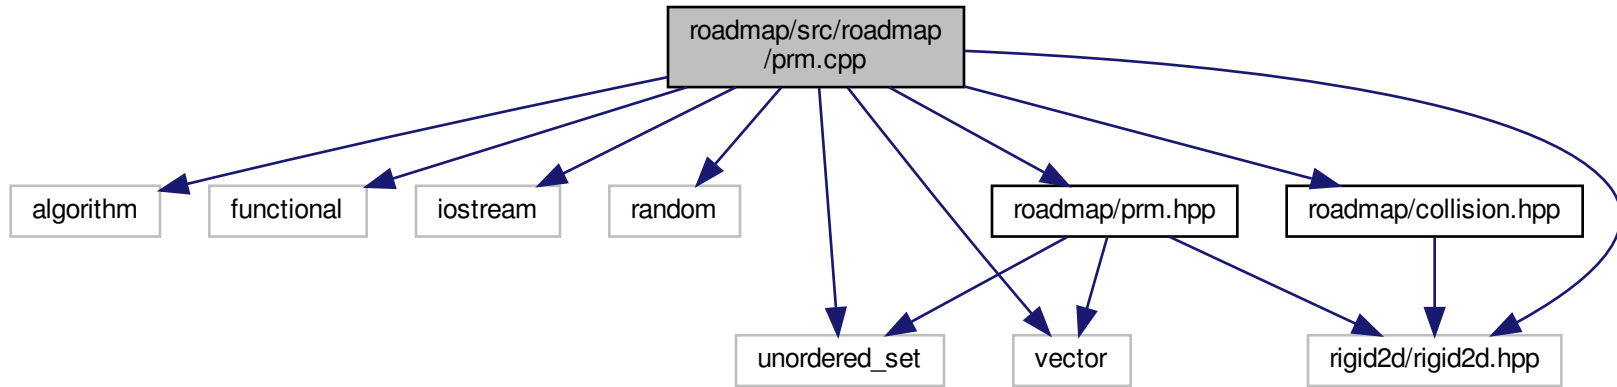 roadmap/src/roadmap
/prm.cpp
algorithm
functional
iostream
random
roadmap/prm.hpp
roadmap/collision.hpp
unordered_set
vector
rigid2d/rigid2d.hpp